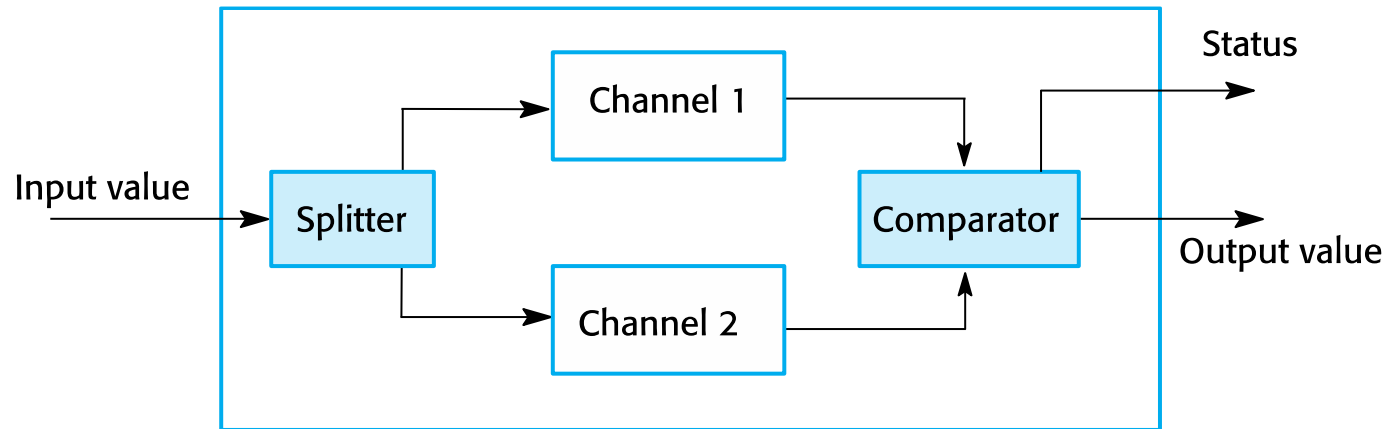 Status
Channel 1
Input value
Splitter
Comparator
Output value
Channel 2